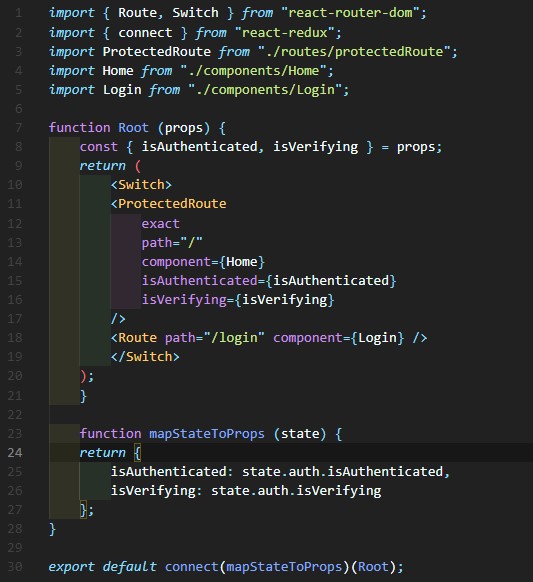 1 import { Route, Switch } from "react-router-dom";
2 import { connect } from "react-redux";
3 import ProtectedRoute from "./routes/protectedRoute";
4 import Home from "./components/Home";
5 import Login from "./components/Login";
6
7 function Root (props) {
8     const { isAuthenticated, isVerifying } = props;
9     return (
10         <Switch>
11         <ProtectedRoute
12             exact
13             path="/"
14             component={Home}
15             isAuthenticated={isAuthenticated}
16             isVerifying={isVerifying}
17         />
18         <Route path="/login" component={Login} />
19         </Switch>
20     );
21     }
22
23     function mapStateToProps (state) {
24     return {
25         isAuthenticated: state.auth.isAuthenticated,
26         isVerifying: state.auth.isVerifying
27     };
28 }
29
30 export default connect(mapStateToProps)(Root);